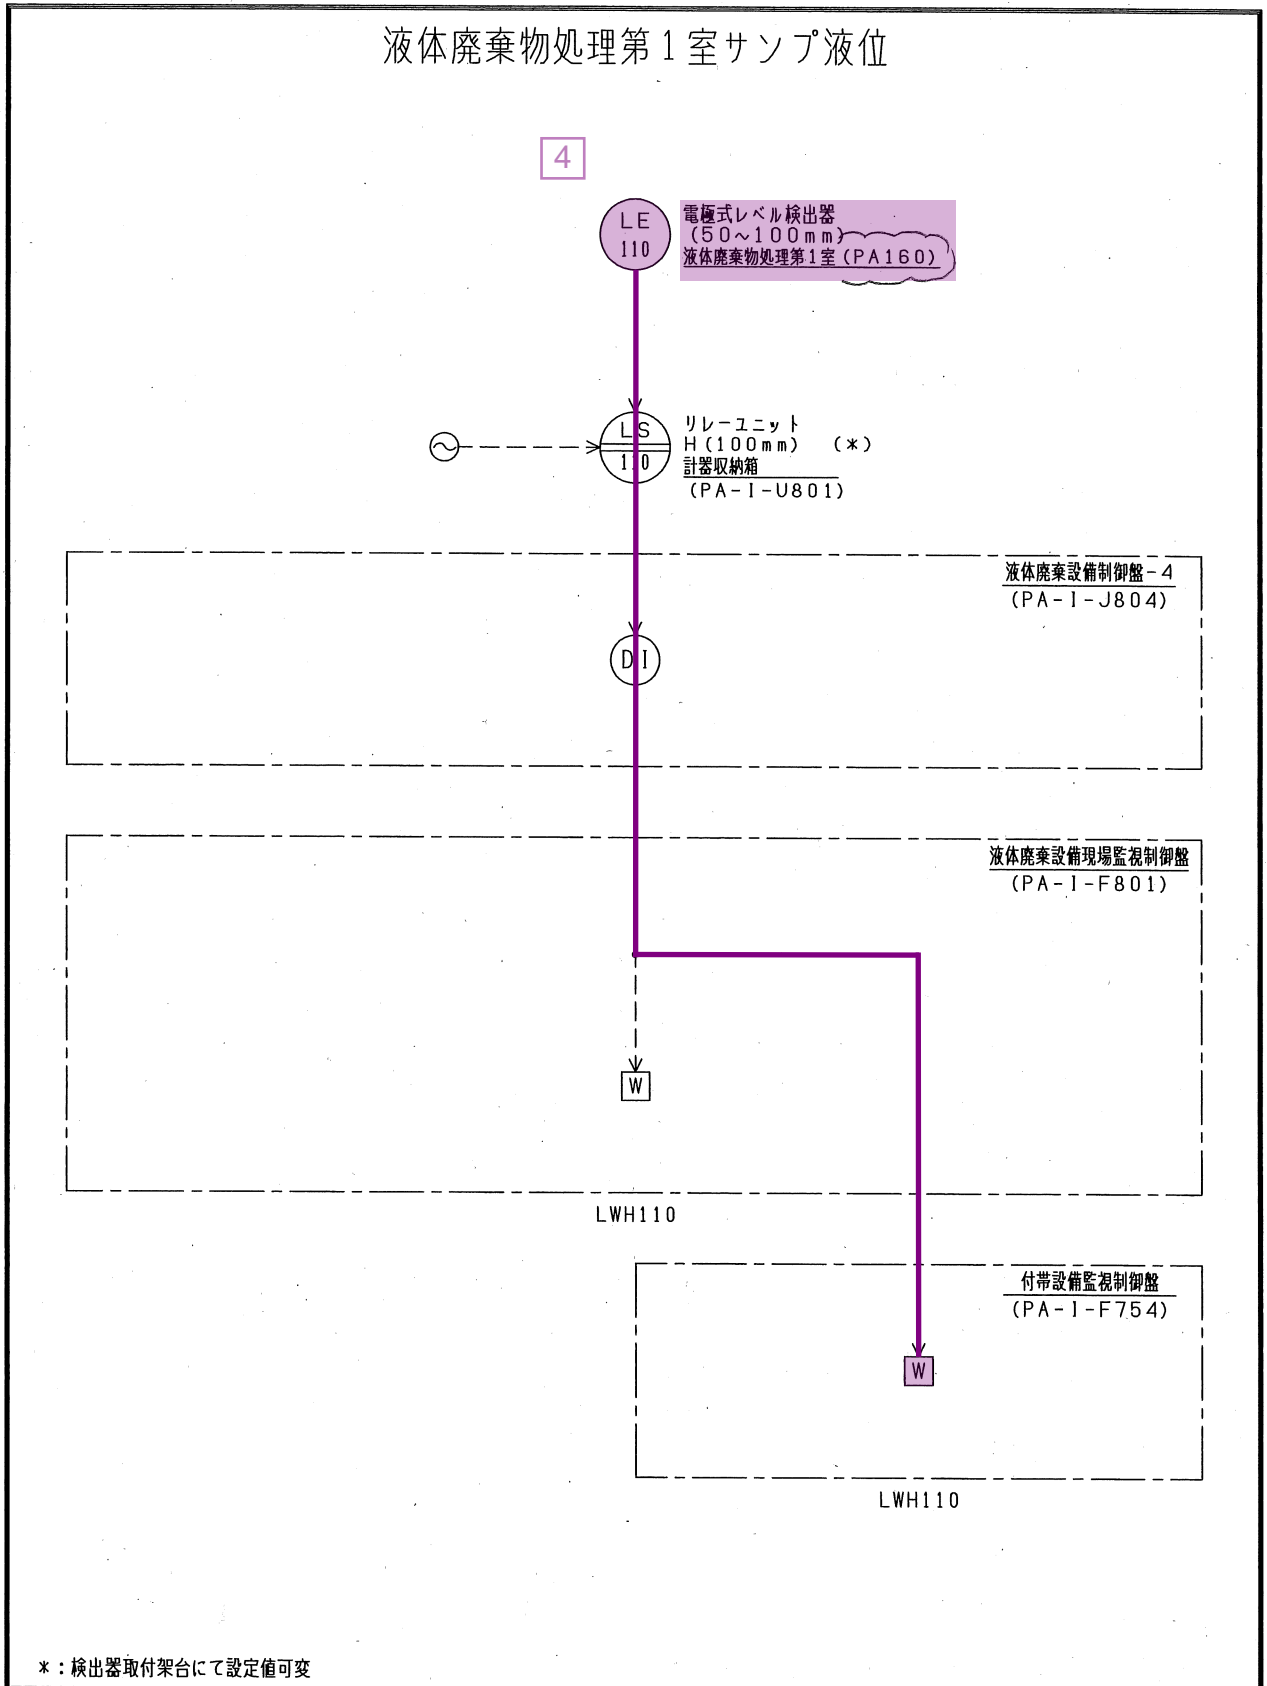 液体廃棄物処理第1室サンプ液位
4
LE
110
電極式レベル検出器
(50～100mm)
液体廃棄物処理第1室(PA160)
LS
110
リレーユニット
H(100mm) (*)
計器収納箱
(PA-I-U801)
液体廃棄設備制御盤-4
(PA-I-J804)
DI
液体廃棄設備現場監視制御盤
(PA-I-F801)
W
LWH110
付帯設備監視制御盤
(PA-I-F754)
W
LWH110
*：検出器取付架台にて設定値可変